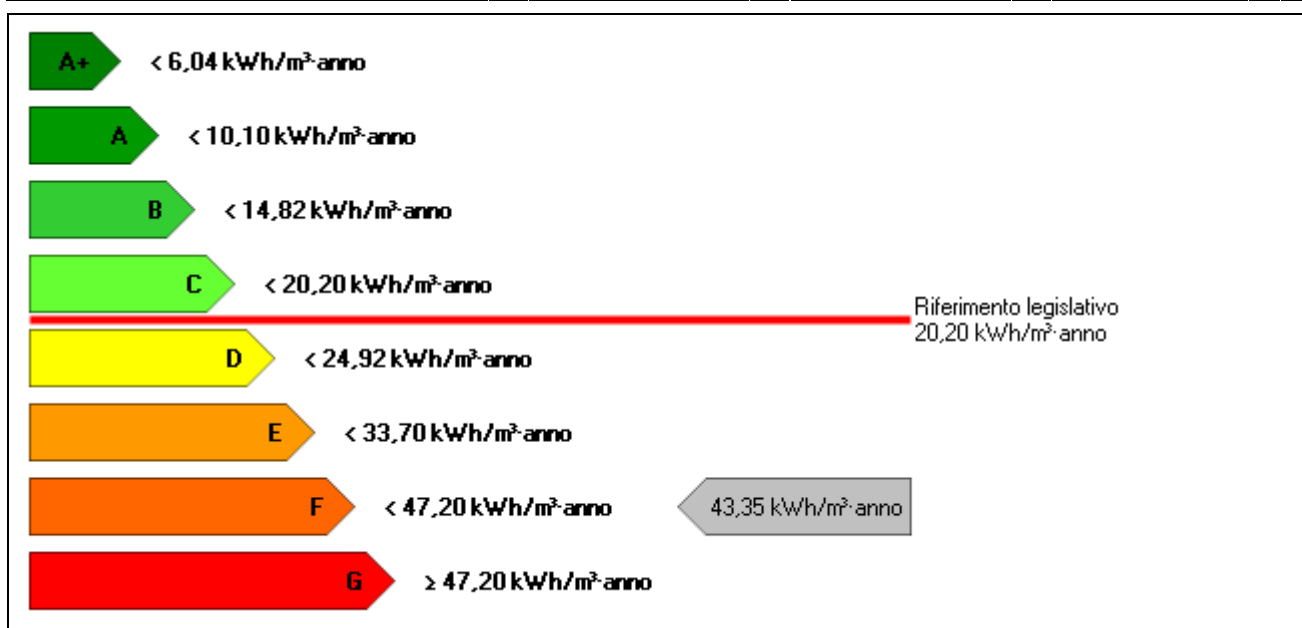 A+ < 6,04 kWh/m³·anno
A < 10,10 kWh/m³·anno
B < 14,82 kWh/m³·anno
C < 20,20 kWh/m³·anno
Riferimento legislativo
20,20 kWh/m³·anno
D < 24,92 kWh/m³·anno
E < 33,70 kWh/m³·anno
F < 47,20 kWh/m³·anno 43,35 kWh/m³·anno
G ≥ 47,20 kWh/m³·anno